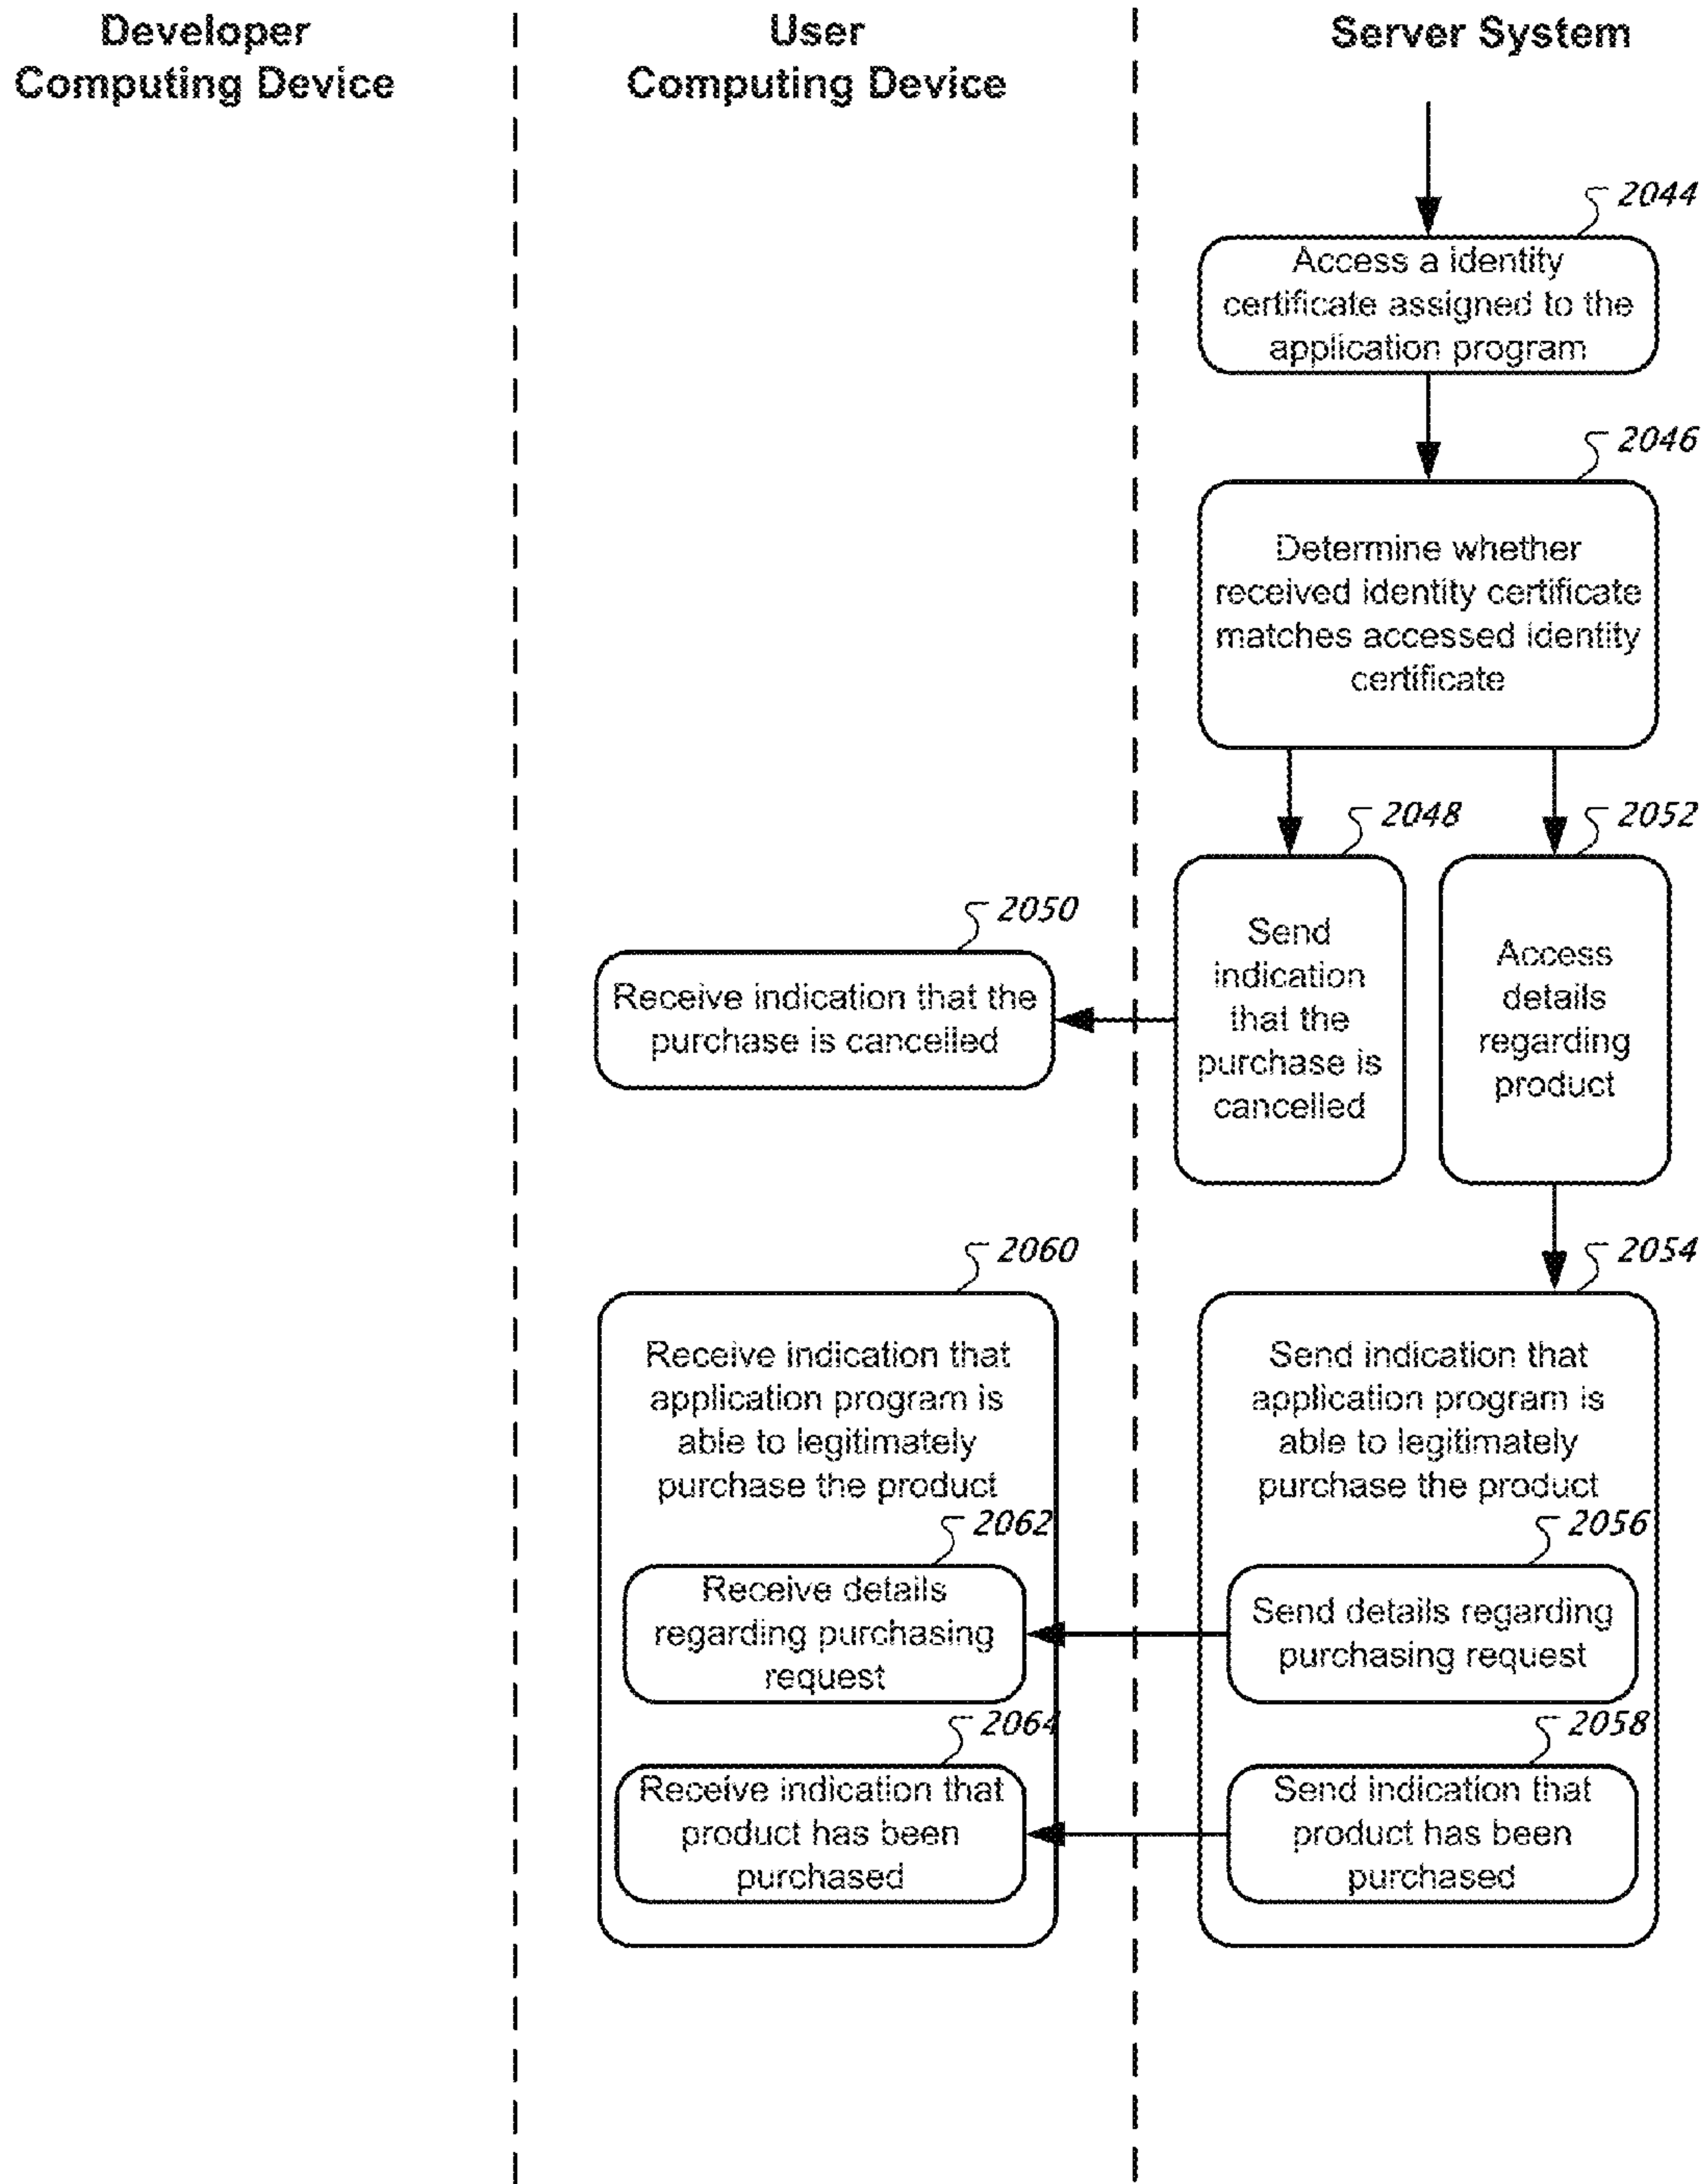 Developer
Computing Device
User
Computing Device
Server System
2044
Access a identity
certificate assigned to the
application program
2046
Determine whether
received identity certificate
matches accessed identity
certificate
2048
Send
indication
that the
purchase is
cancelled
2052
Access
details
regarding
product
2050
Receive indication that the
purchase is cancelled
2060
Receive indication that
application program is
able to legitimately
purchase the product
2062
Receive details
regarding purchasing
request
2064
Receive indication that
product has been
purchased
2054
Send indication that
application program is
able to legitimately
purchase the product
2056
Send details regarding
purchasing request
2058
Send indication that
product has been
purchased